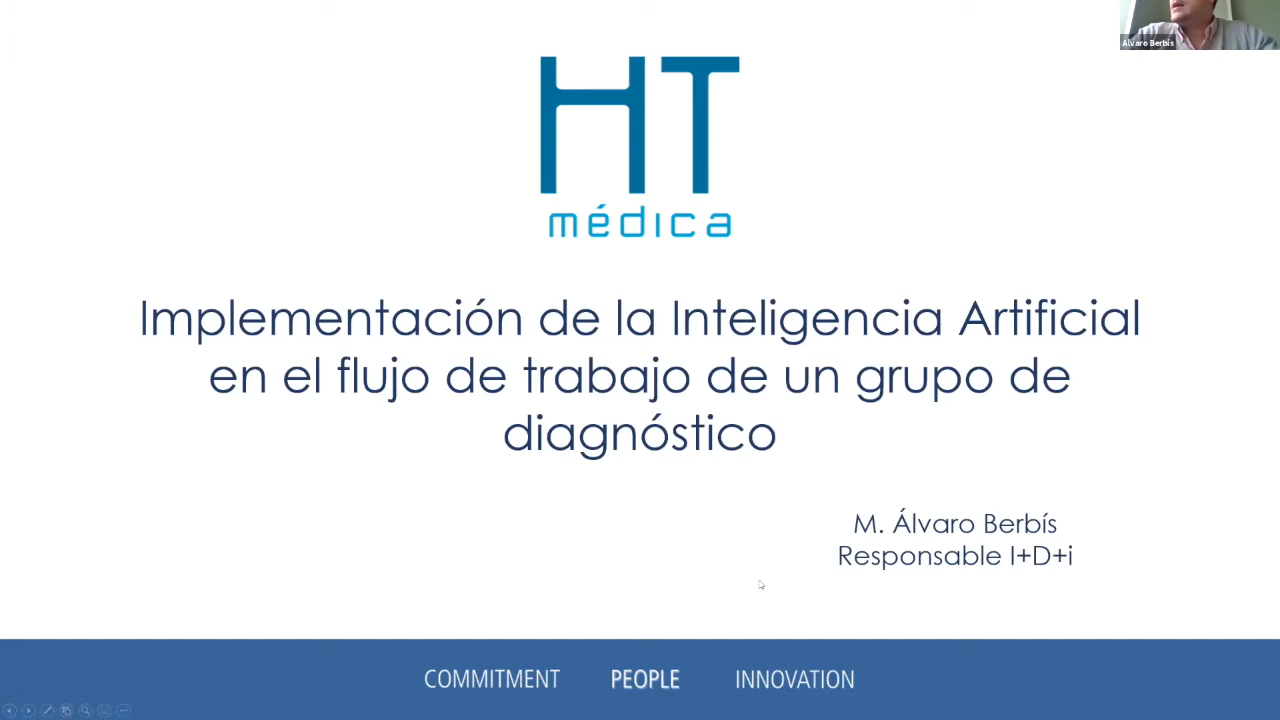 Alvaro Berbís
HT
médica
Implementación de la Inteligencia Artificial
en el flujo de trabajo de un grupo de
diagnóstico
M. Álvaro Berbís
Responsable I+D+i
COMMITMENT PEOPLE INNOVATION